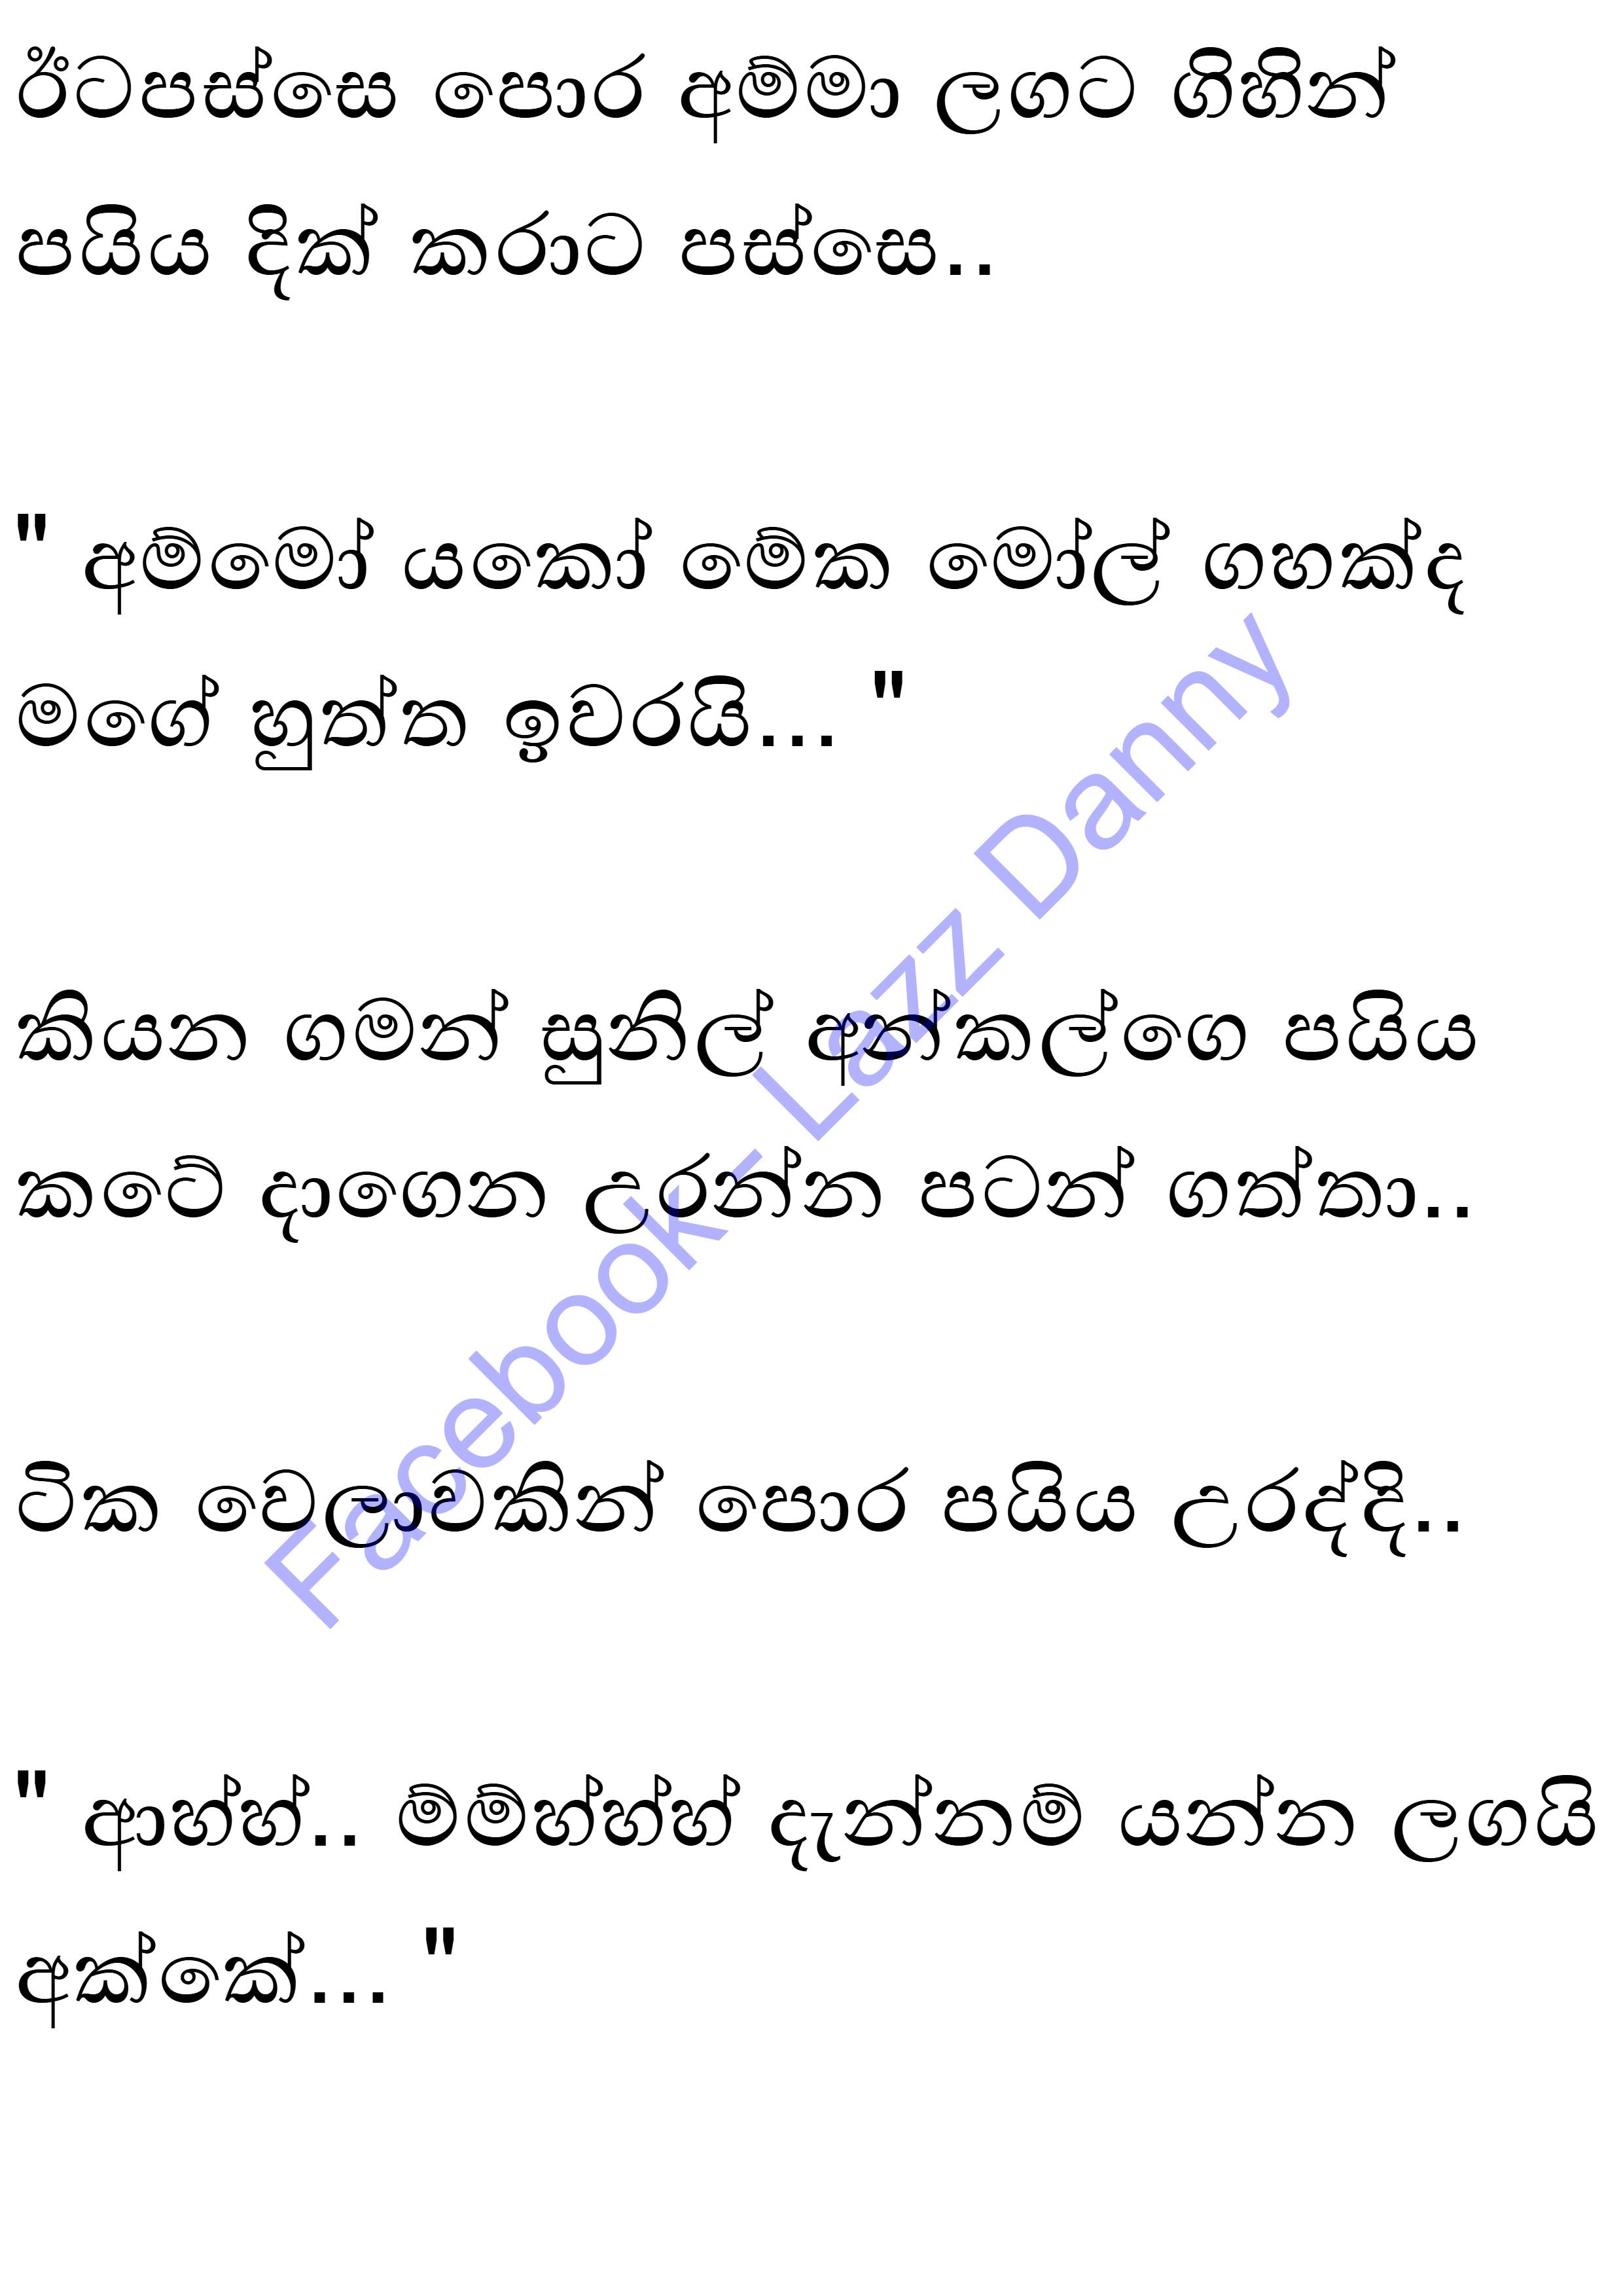 ඊටපස්සෙ පොර අම්මා ලගට ගිහින්
පයිය දික් කරාට පස්සෙ..
" අම්මෝ යකෝ මේක මෝල් ගහක්ද
මගේ හුත්ත ඉවරයි... "
කියන ගමන් සුනිල් අන්කල්ගෙ පයිය
කටේ දාගෙන උරන්න පටන් ගත්තා..
ටික වෙලාවකින් පොර පයිය උරද්දි..
" ආහ්හ්.. ම්ම්හ්හ්හ් දැන්නම් යන්න ලගයි
අක්කේ... "
Facebook- Lazz Danny